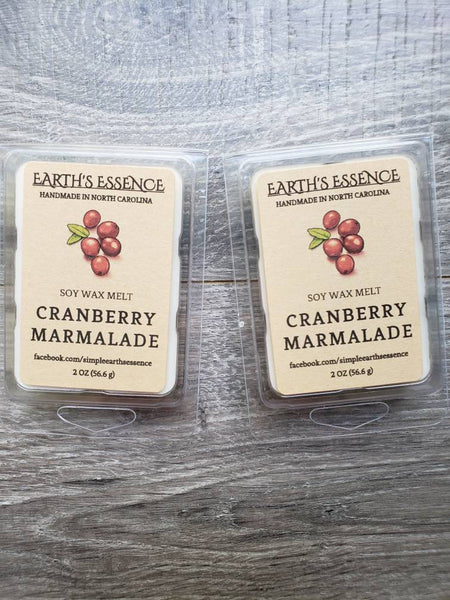 EARTH'S ESSENCE
HANDMADE IN NORTH CAROLINA
SOY WAX MELT
CRANBERRY
MARMALADE
facebook.com/simpleearthsessence
2 OZ (56.6 g)
EARTH'S ESSENCE
HANDMADE IN NORTH CAROLINA
SOY WAX MELT
CRANBERRY
MARMALADE
facebook.com/simpleearthsessence
2 OZ (56.6 g)